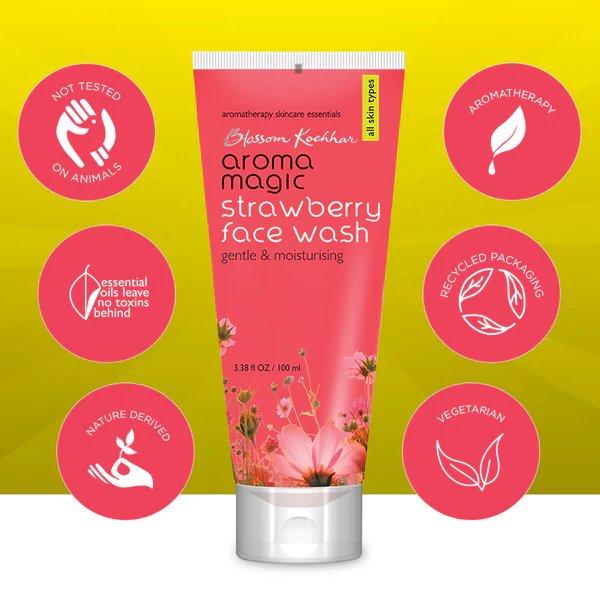 NOT TESTED
ON ANIMALS
essential
oils leave
no toxins
behind
NATURE DERIVED
aromatherapy skincare essentials
all skin types
Blossom Kochhar
aroma
magic
strawberry
face wash
gentle & moisturising
3.38 fl OZ / 100 ml
AROMATHERAPY
RECYCLED PACKAGING
VEGETARIAN